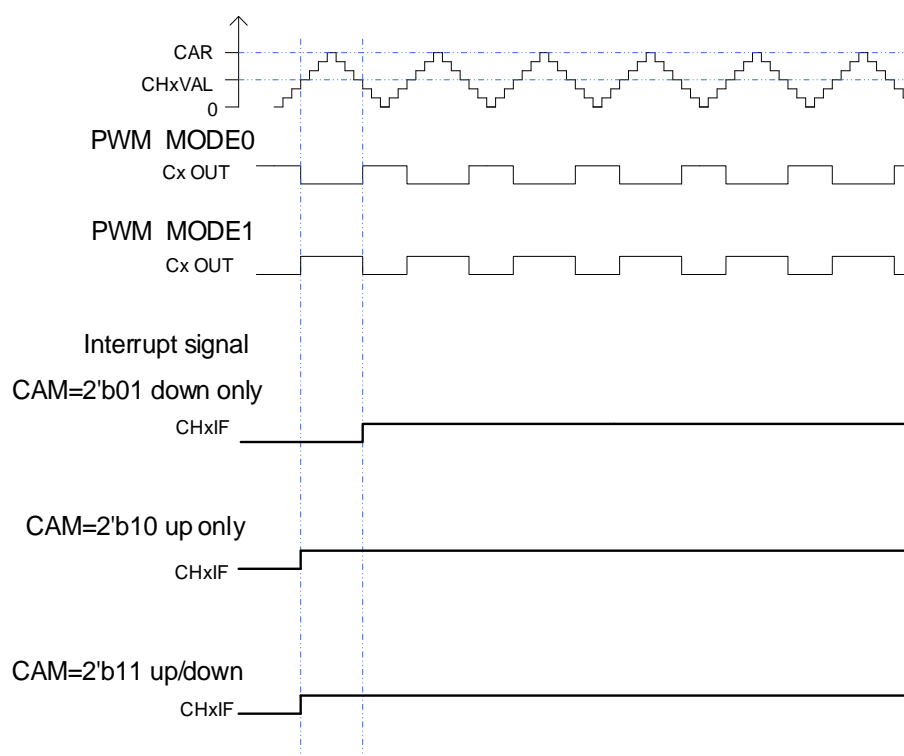 CAR
CHxVAL
0
PWM MODE0
Cx OUT
PWM MODE1
Cx OUT
Interrupt signal
CAM=2'b01 down only
CHxIF
CAM=2'b10 up only
CHxIF
CAM=2'b11 up/down
CHxIF